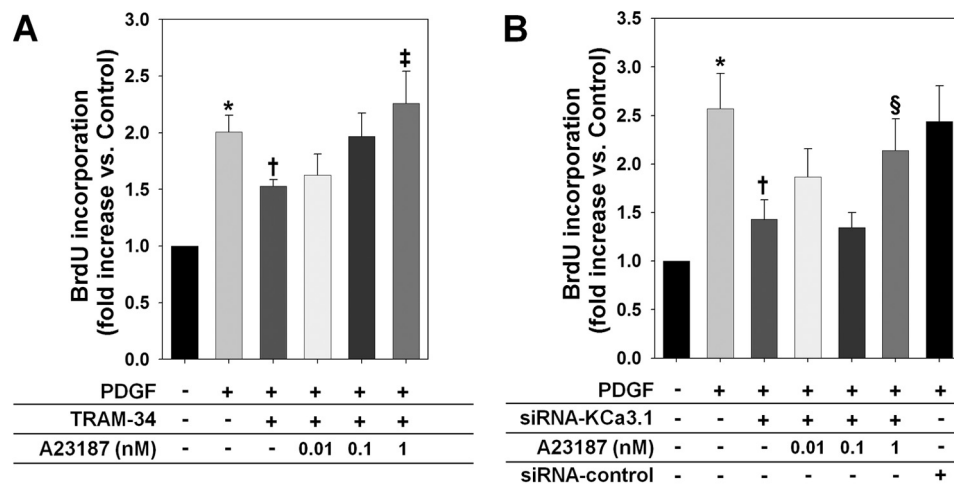 A
BrdU incorporation
(fold increase vs. Control)
3.0
2.5
2.0
1.5
1.0
0.5
0.0
*
†
‡
PDGF - + + + + +
TRAM-34 - - + + + +
A23187 (nM) - - - 0.01 0.1 1
B
BrdU incorporation
(fold increase vs. Control)
3.5
3.0
2.5
2.0
1.5
1.0
0.5
0.0
*
†
§
PDGF - + + + + + +
siRNA-KCa3.1 - - + + + + -
A23187 (nM) - - - 0.01 0.1 1 -
siRNA-control - - - - - - +